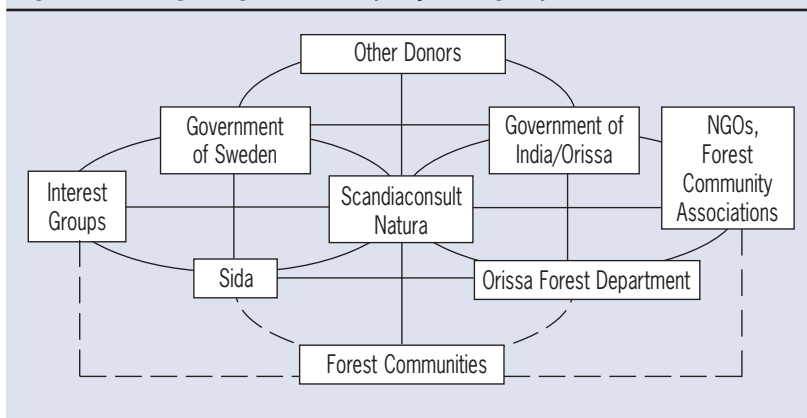 Other Donors
Government
of Sweden
Government of
India/Orissa
NGOs,
Forest
Community
Associations
Interest
Groups
Scandiaconsult
Natura
Sida
Orissa Forest Department
Forest Communities